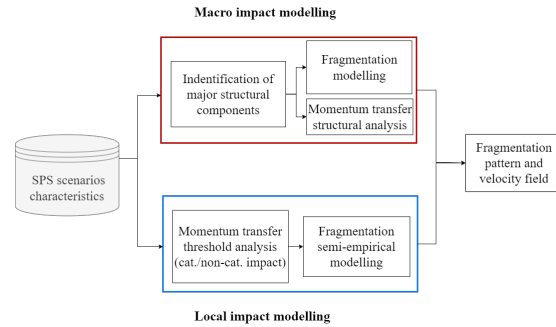 Macro impact modelling
Indentification of
major structural
components
Fragmentation
modelling
Momentum transfer
structural analysis
SPS scenarios
characteristics
Fragmentation
pattern and
velocity field
Momentum transfer
threshold analysis
(cat./non-cat. impact)
Fragmentation
semi-empirical
modelling
Local impact modelling